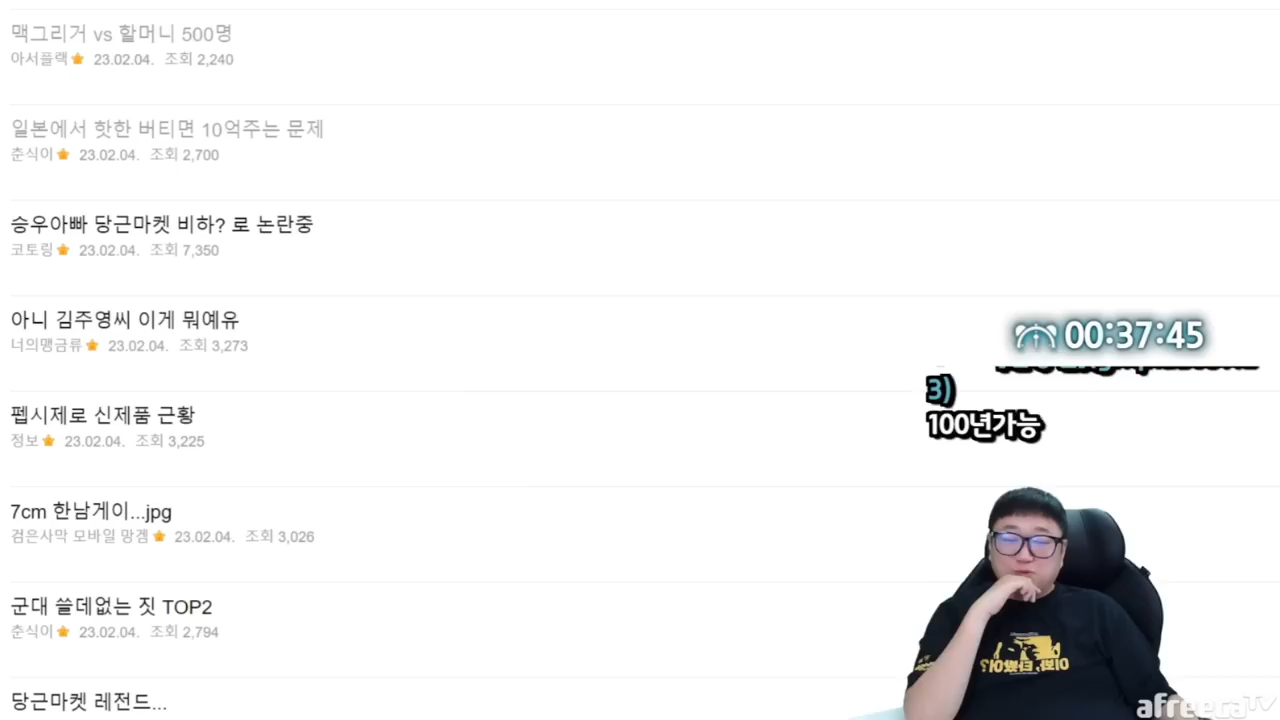 맥그리거 vs 할머니 500명
아서플랙 23.02.04. 조회 2,240
일본에서 핫한 버티면 10억주는 문제
춘식이 23.02.04. 조회 2,700
승우아빠 당근마켓 비하? 로 논란중
코토링 23.02.04. 조회 7,350
아니 김주영씨 이게 뭐예유
너의맹금류 23.02.04. 조회 3,273
펩시제로 신제품 근황
정보 23.02.04. 조회 3,225
7cm 한남게이...jpg
검은사막 모바일 망겜 23.02.04. 조회 3,026
군대 쓸데없는 짓 TOP2
춘식이 23.02.04. 조회 2,794
당근마켓 레전드...
00:37:45
3)
100년가능
afreecaTV